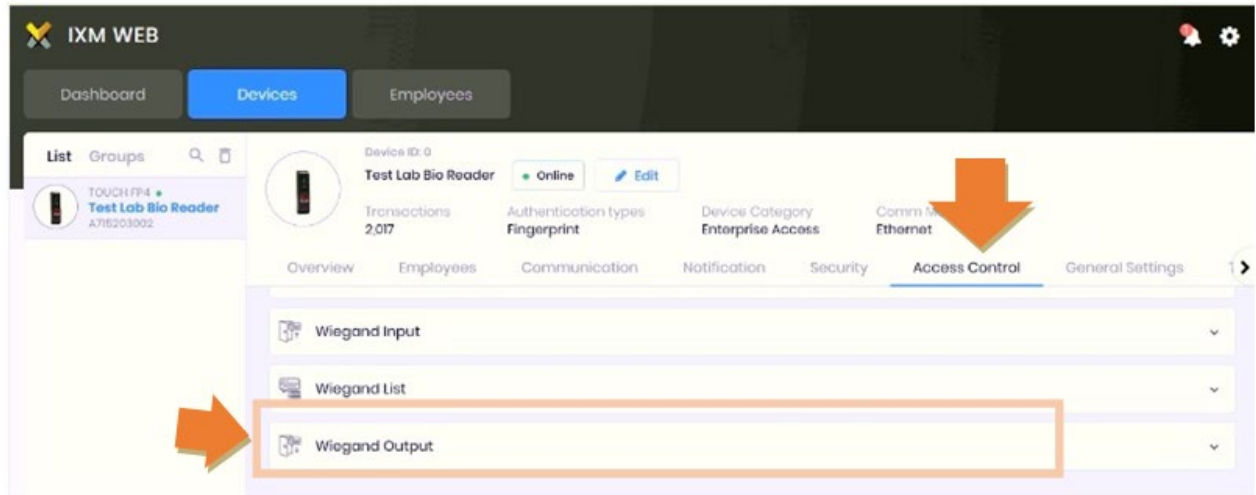 IXM WEB
Dashboard Devices Employees
List Groups
TOUCH FP4
Test Lab Bio Reader
A716203002
Device ID: 0
Test Lab Bio Reader Online Edit
Transactions Authentication types Device Category Comm M
2,017 Fingerprint Enterprise Access Ethernet
Overview Employees Communication Notification Security Access Control General Settings
Wiegand Input
Wiegand List
Wiegand Output